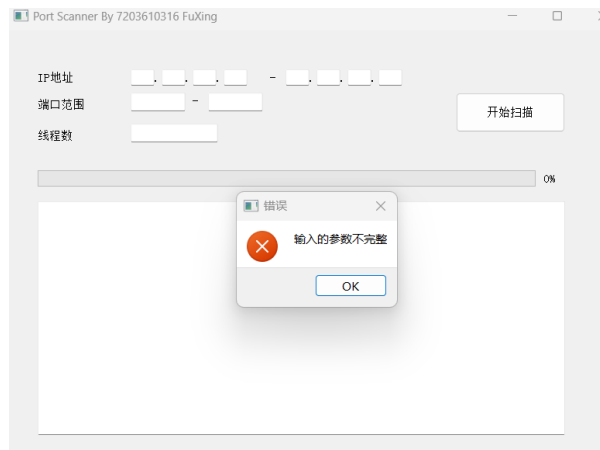 Port Scanner By 7203610316 FuXing
IP地址 . . . - . . .
端口范围 -
开始扫描
线程数
0%
错误
输入的参数不完整
OK